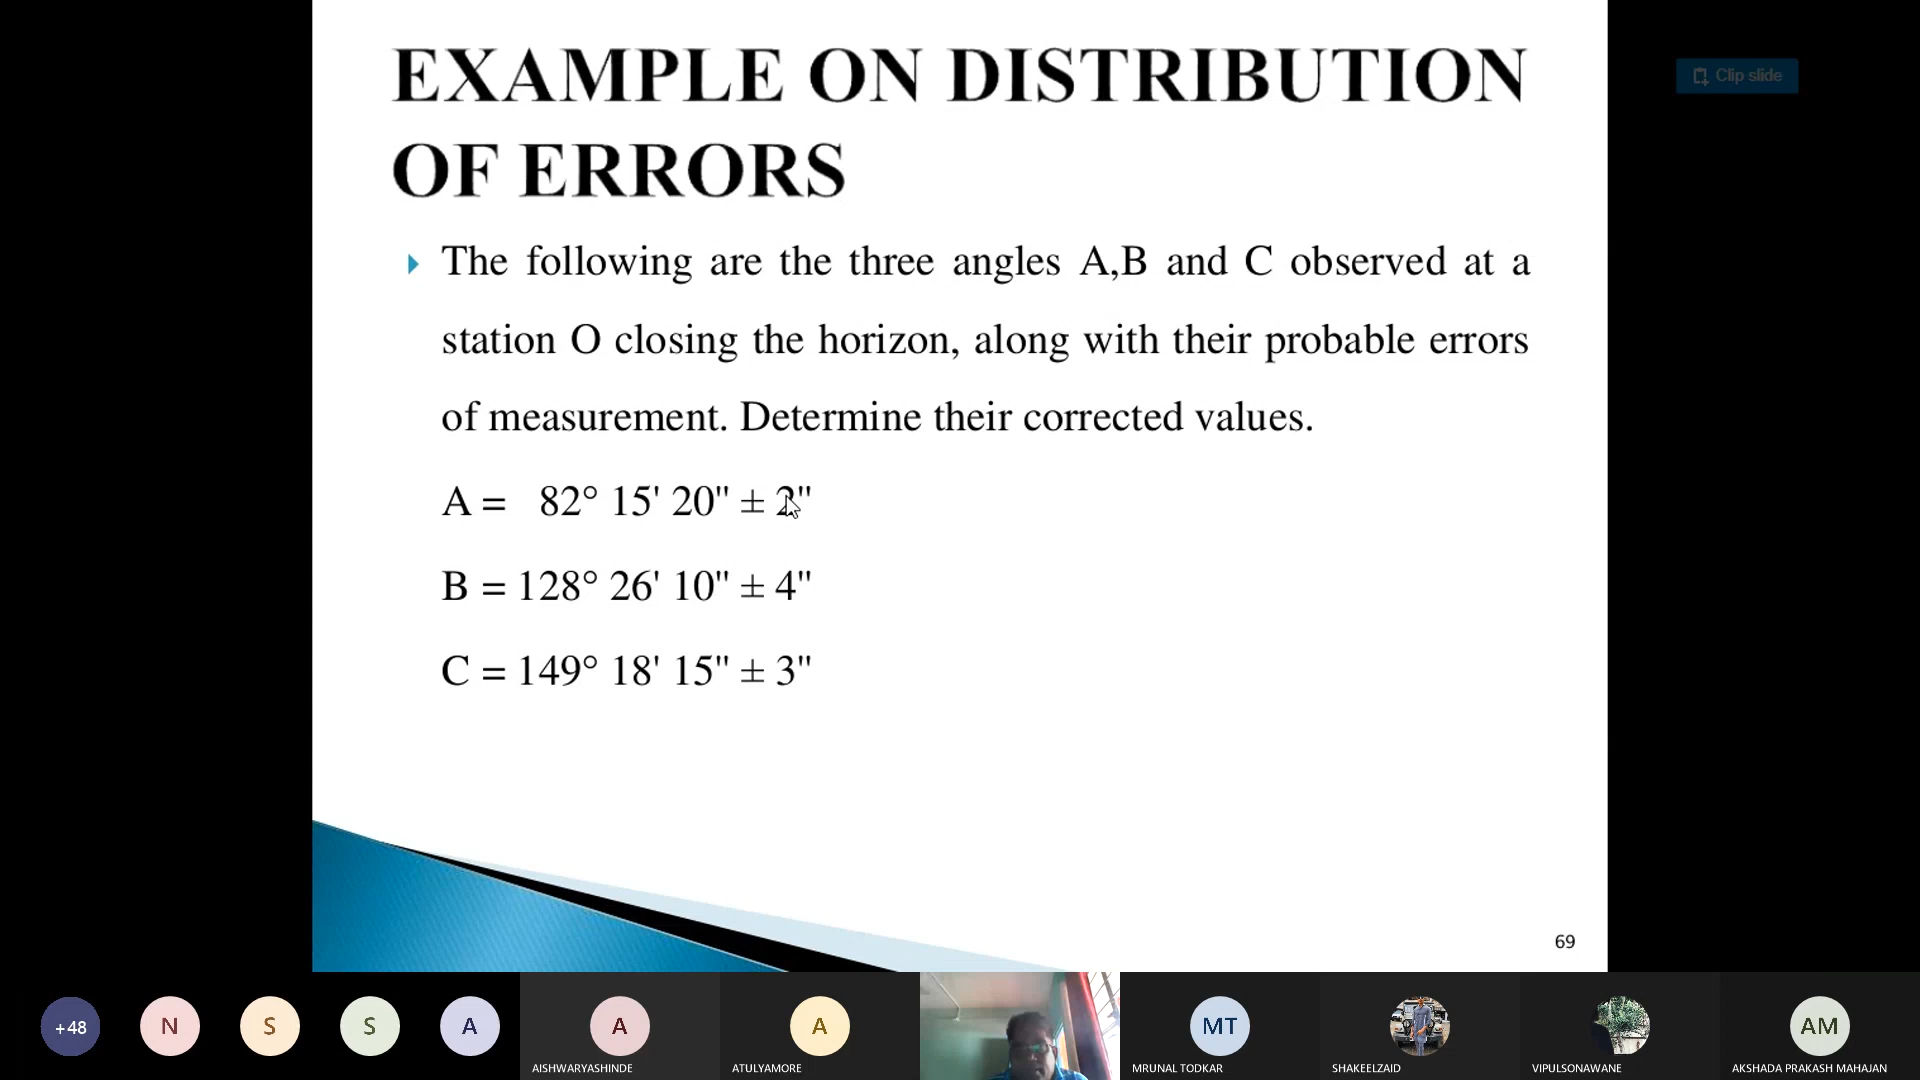 EXAMPLE ON DISTRIBUTION
OF ERRORS
Clip slide
The following are the three angles A,B and C observed at a
station O closing the horizon, along with their probable errors
of measurement. Determine their corrected values.
A = 82° 15' 20" ± 2"
B = 128° 26' 10" ± 4"
C = 149° 18' 15" ± 3"
69
+48
N
S
S
A
A
AISHWARYASHINDE
A
ATULYAMORE
MT
MRUNAL TODKAR
SHAKEELZAID
VIPULSONAWANE
AM
AKSHADA PRAKASH MAHAJAN